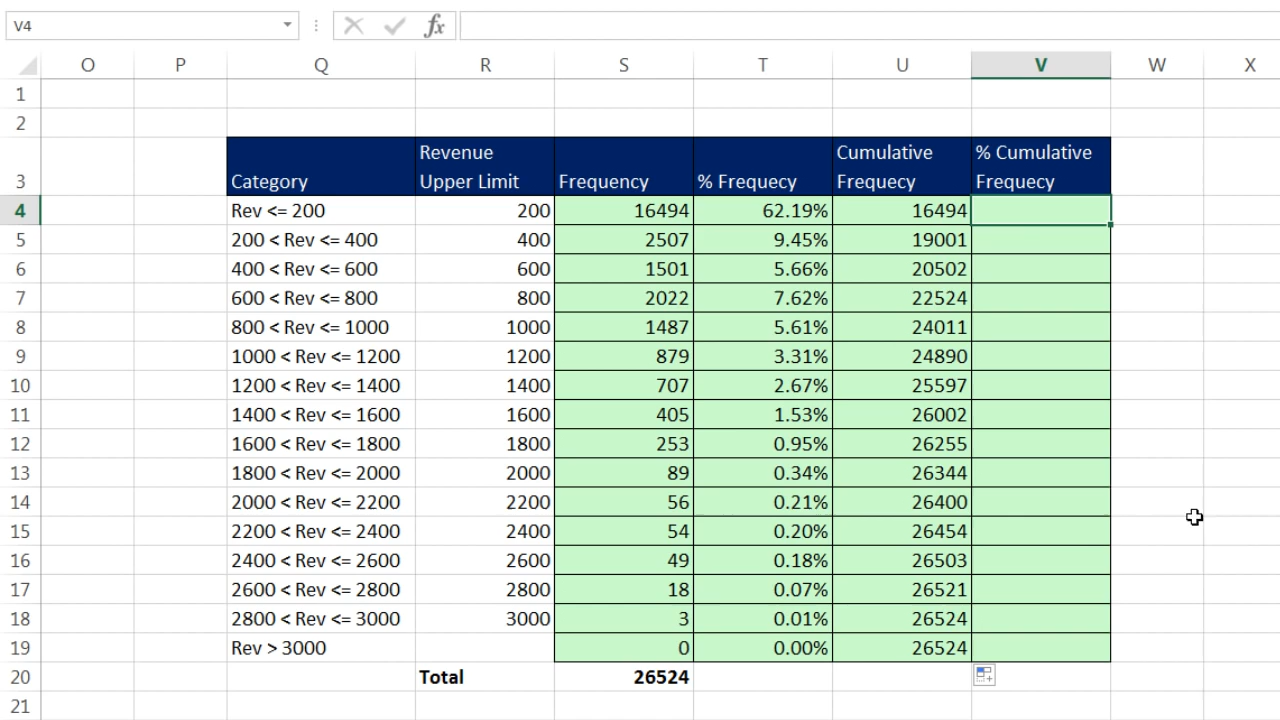 V4
fx
O P Q R S T U V W X
1
2
Revenue Cumulative % Cumulative
3 Category Upper Limit Frequency % Frequecy Frequecy Frequecy
4 Rev <= 200 200 16494 62.19% 16494
5 200 < Rev <= 400 400 2507 9.45% 19001
6 400 < Rev <= 600 600 1501 5.66% 20502
7 600 < Rev <= 800 800 2022 7.62% 22524
8 800 < Rev <= 1000 1000 1487 5.61% 24011
9 1000 < Rev <= 1200 1200 879 3.31% 24890
10 1200 < Rev <= 1400 1400 707 2.67% 25597
11 1400 < Rev <= 1600 1600 405 1.53% 26002
12 1600 < Rev <= 1800 1800 253 0.95% 26255
13 1800 < Rev <= 2000 2000 89 0.34% 26344
14 2000 < Rev <= 2200 2200 56 0.21% 26400
15 2200 < Rev <= 2400 2400 54 0.20% 26454
16 2400 < Rev <= 2600 2600 49 0.18% 26503
17 2600 < Rev <= 2800 2800 18 0.07% 26521
18 2800 < Rev <= 3000 3000 3 0.01% 26524
19 Rev > 3000 0 0.00% 26524
20 Total 26524
21